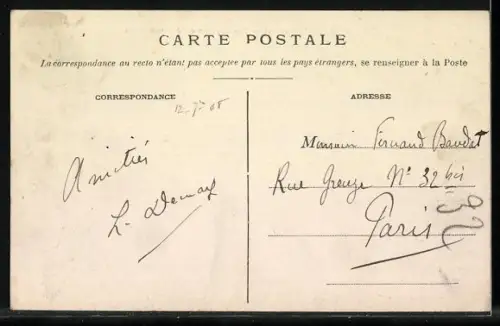 CARTE POSTALE
La correspondance au recto n'étant pas acceptée par tous les pays étrangers, se renseigner à la Poste
CORRESPONDANCE
Amitiés
ADRESSE
Monsieur Fernand Baudet
Rue Greuze N° 32 bis
Paris